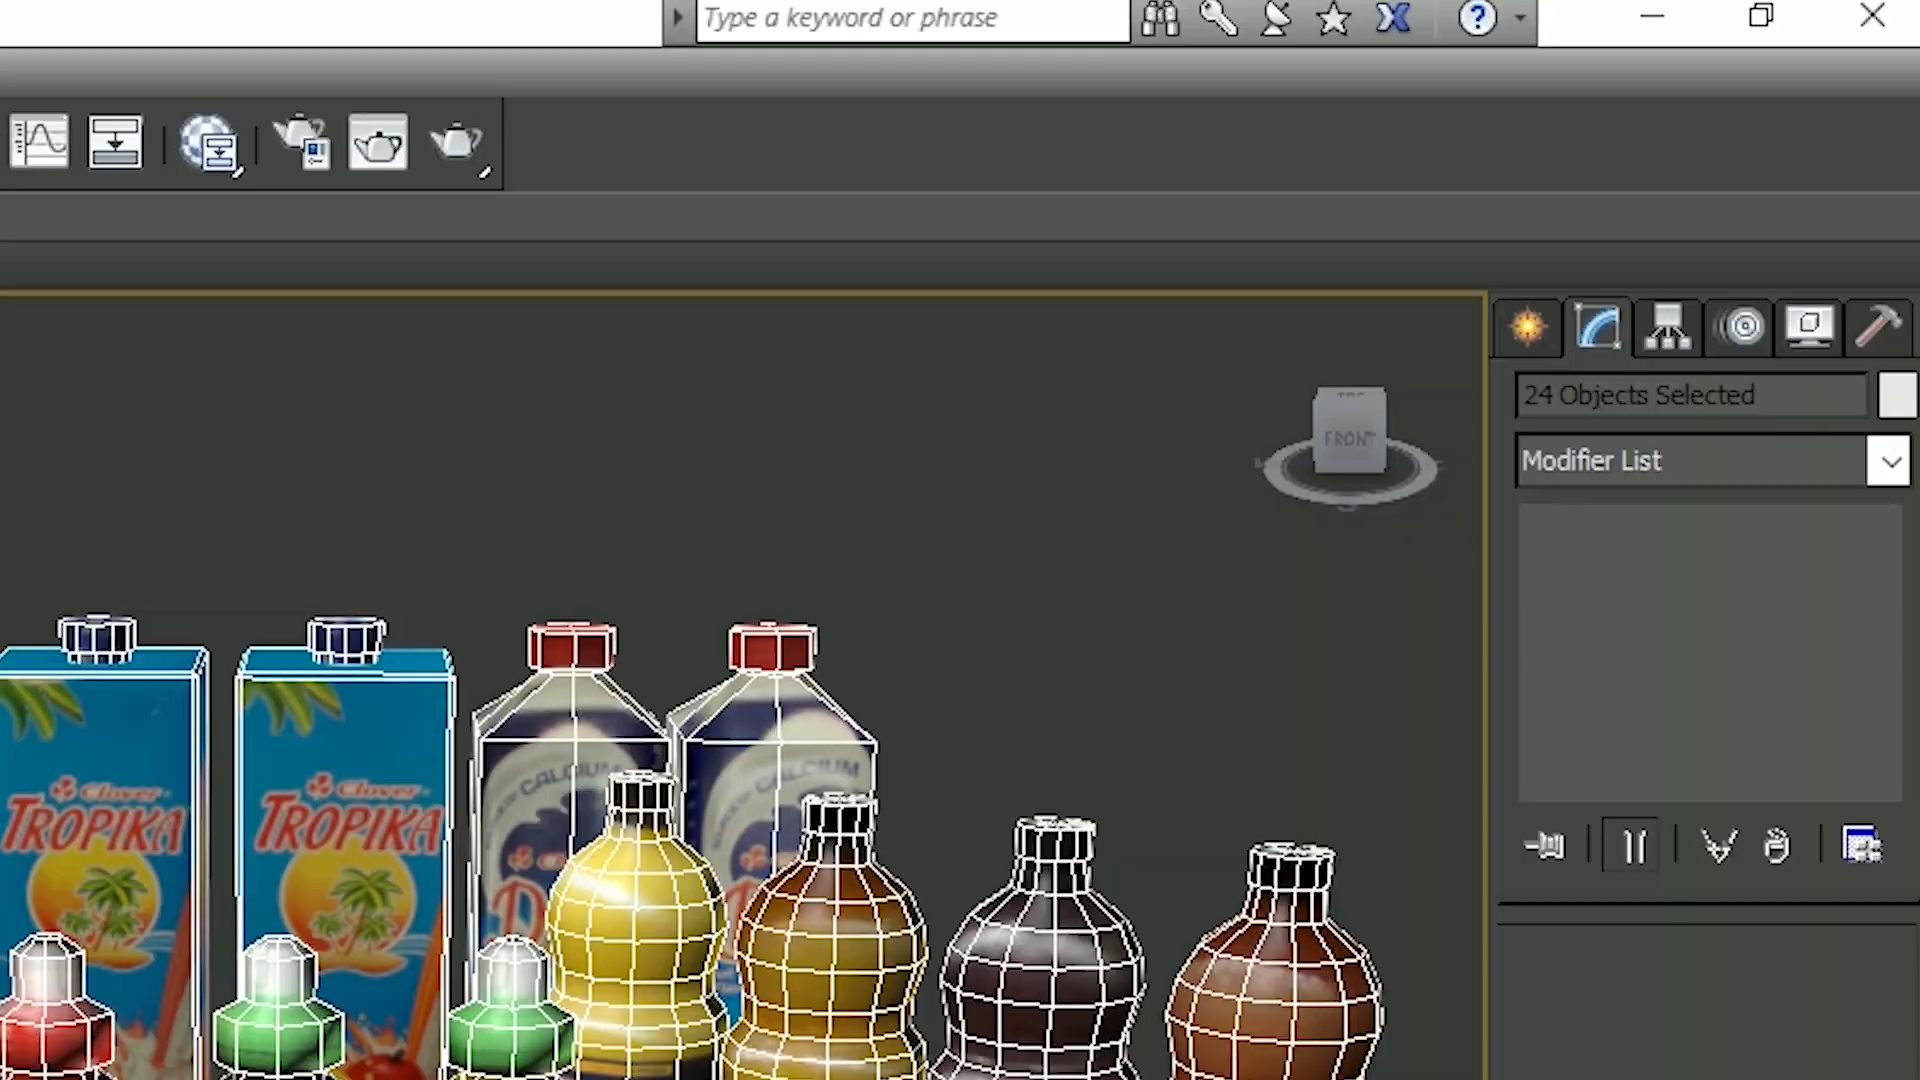 Type a keyword or phrase
?
24 Objects Selected
FRONT
Modifier List
CALCIUM
CALCIUM
Clover
TROPIKA
Clover
TROPIKA